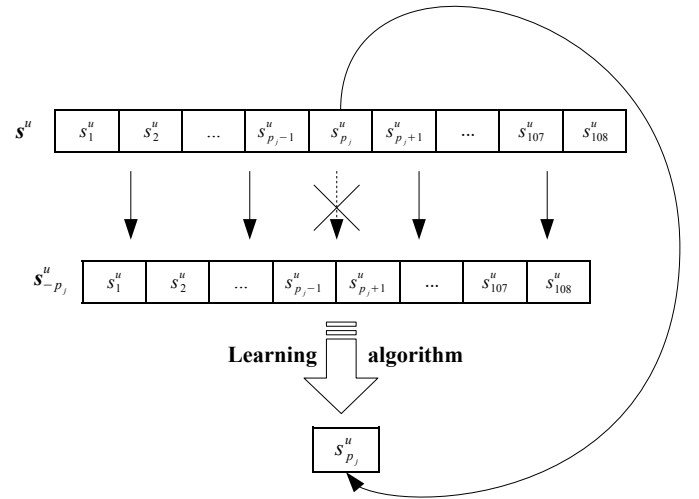 s^u s_1^u s_2^u ... s_{p_j-1}^u s_{p_j}^u s_{p_j+1}^u ... s_{107}^u s_{108}^u
s_{-p_j}^u s_1^u s_2^u ... s_{p_j-1}^u s_{p_j+1}^u ... s_{107}^u s_{108}^u
Learning algorithm
s_{p_j}^u